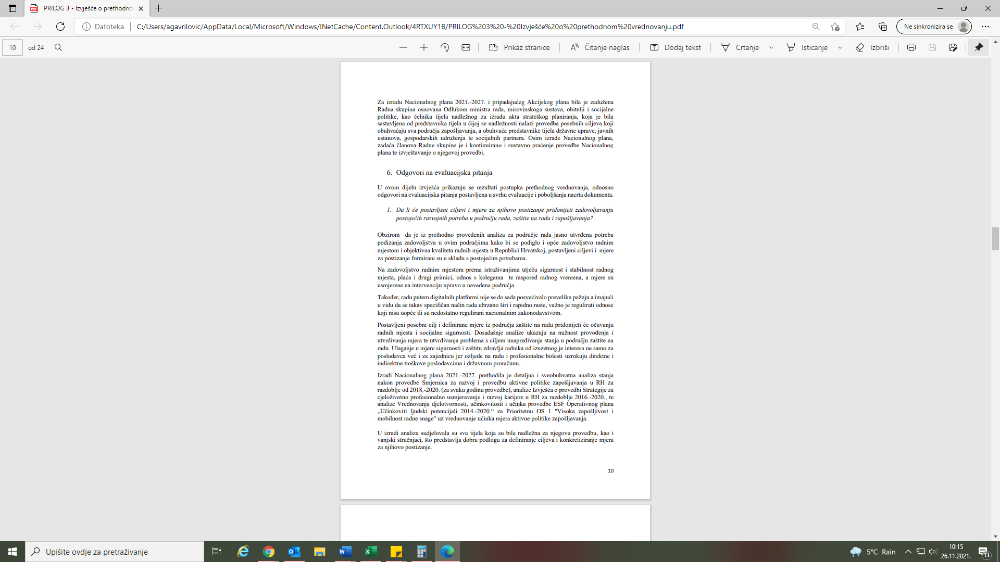 PRILOG 3 - Izvješće o prethodno
Datoteka
C:/Users/agavrilovic/AppData/Local/Microsoft/Windows/INetCache/Content.Outlook/4RTXUY1B/PRILOG%203%20-%20Izvješće%20o%20prethodnom%20vrednovanju.pdf
Ne sinkronizira se
10 od 24
Prikaz stranice
Čitanje naglas
Dodaj tekst
Crtanje
Isticanje
Izbriši
Za izradu Nacionalnog plana 2021.-2027. i pripadajućeg Akcijskog plana bila je zadužena
Radna skupina osnovana Odlukom ministra rada, mirovinskoga sustava, obitelji i socijalne
politike, kao čelnika tijela nadležnog za izradu akta strateškog planiranja, koja je bila
sastavljena od predstavnika tijela u čijoj se nadležnosti nalazi provedba posebnih ciljeva koji
obuhvaćaju sva područja zapošljavanja, a obuhvaća predstavnike tijela državne uprave, javnih
ustanova, gospodarskih udruženja te socijalnih partnera. Osim izrade Nacionalnog plana,
zadaća članova Radne skupine je i kontinuirano i sustavno praćenje provedbe Nacionalnog
plana te izvještavanje o njegovoj provedbi.
6. Odgovori na evaluacijska pitanja
U ovom dijelu izvješća prikazuju se rezultati postupka prethodnog vrednovanja, odnosno
odgovori na evaluacijska pitanja postavljena u svrhu evaluacije i poboljšanja nacrta dokumenta.
1. Da li će postavljeni ciljevi i mjere za njihovo postizanje pridonijeti zadovoljavanju
postojećih razvojnih potreba u području rada, zaštite na radu i zapošljavanja?
Obzirom da je iz prethodno provedenih analiza za područje rada jasno utvrđena potreba
podizanja zadovoljstva u ovim područjima kako bi se podiglo i opće zadovoljstvo radnim
mjestom i objektivna kvaliteta radnih mjesta u Republici Hrvatskoj, postavljeni ciljevi i mjere
za postizanje formirani su u skladu s postojećim potrebama.
Na zadovoljstvo radnim mjestom prema istraživanjima utječu sigurnost i stabilnost radnog
mjesta, plaća i drugi primici, odnos s kolegama te raspored radnog vremena, a mjere su
usmjerene na intervenciju upravo u navedena područja.
Također, radu putem digitalnih platformi nije se do sada posvećivalo preveliku pažnju a imajući
u vidu da se takav specifičan način rada ubrzano širi i rapidno raste, važno je regulirati odnose
koji nisu uopće ili su nedostatno regulirani nacionalnim zakonodavstvom.
Postavljeni posebni cilj i definirane mjere iz područja zaštite na radu pridonijeti će očuvanju
radnih mjesta i socijalne sigurnosti. Dosadašnje analize ukazuju na nužnost provođenja i
utvrđivanja mjera te utvrđivanja problema s ciljem unapređivanja stanja u području zaštite na
radu. Ulaganje u mjere sigurnosti i zaštitu zdravlja radnika od izuzetnog je interesa ne samo za
poslodavca već i za zajednicu jer ozljede na radu i profesionalne bolesti uzrokuju direktne i
indirektne troškove poslodavcima i državnom proračunu.
Izradi Nacionalnog plana 2021.-2027. prethodila je detaljna i sveobuhvatna analiza stanja
nakon provedbe Smjernica za razvoj i provedbu aktivne politike zapošljavanja u RH za
razdoblje od 2018.-2020. (za svaku godinu provedbe), analize Izvješća o provedbi Strategije za
cjeloživotno profesionalno usmjeravanje i razvoj karijere u RH za razdoblje 2016.-2020., te
analize Vrednovanja djelotvornosti, učinkovitosti i učinka provedbe ESF Operativnog plana
„Učinkoviti ljudski potencijali 2014.-2020.“ za Prioritetnu OS 1 "Visoka zapošljivost i
mobilnost radne snage" uz vrednovanje učinka mjera aktivne politike zapošljavanja.
U izradi analiza sudjelovala su sva tijela koja su bila nadležna za njegovu provedbu, kao i
vanjski stručnjaci, što predstavlja dobru podlogu za definiranje ciljeva i konkretiziranje mjera
za njihovo postizanje.
10
Upišite ovdje za pretraživanje
5°C Rain
10:15
26.11.2021.
13